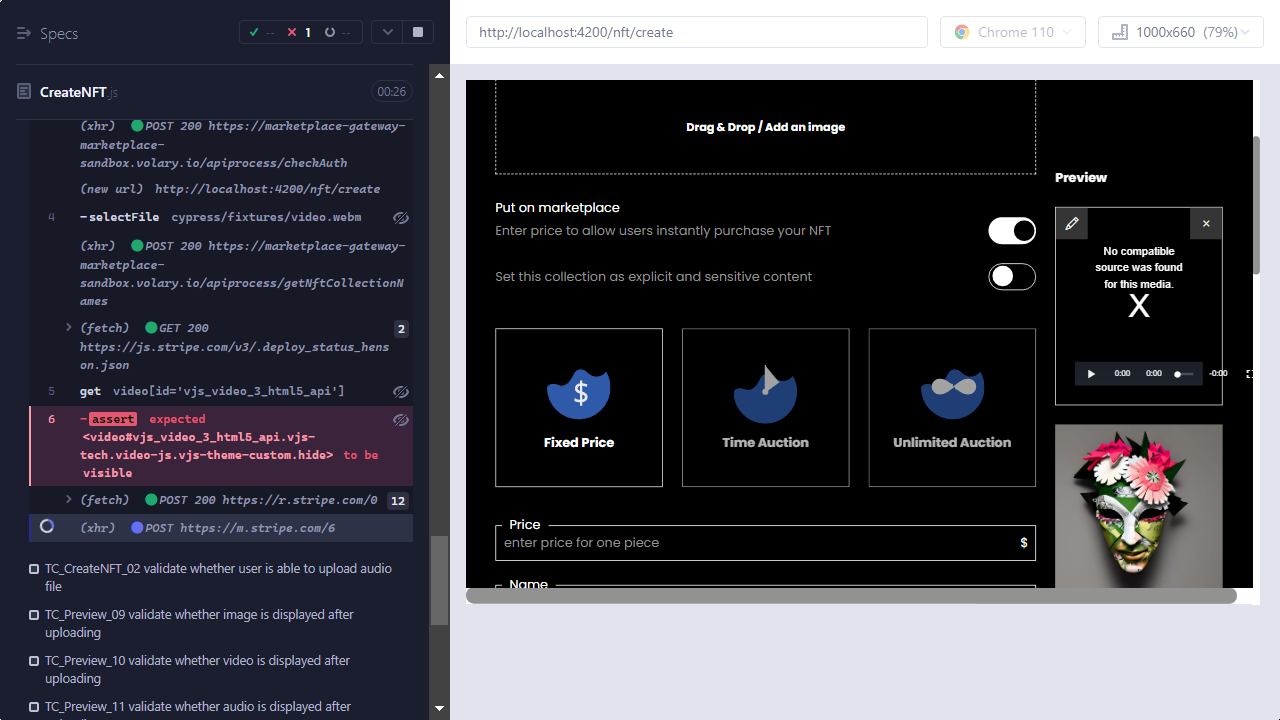 Specs
-- 1 --
CreateNFT.js 00:26
(xhr) POST 200 https://marketplace-gateway-
marketplace-
sandbox.volary.io/apiprocess/checkAuth
(new url) http://localhost:4200/nft/create
4 -selectFile cypress/fixtures/video.webm
(xhr) POST 200 https://marketplace-gateway-
marketplace-
sandbox.volary.io/apiprocess/getNftCollectionN
ames
(fetch) GET 200 2
https://js.stripe.com/v3/.deploy_status_hens
on.json
5 get video[id='vjs_video_3_html5_api']
6 -assert expected
<video#vjs_video_3_html5_api.vjs-
tech.video-js.vjs-theme-custom.hide> to be
visible
(fetch) POST 200 https://r.stripe.com/0 12
(xhr) POST https://m.stripe.com/6
TC_CreateNFT_02 validate whether user is able to upload audio
file
TC_Preview_09 validate whether image is displayed after
uploading
TC_Preview_10 validate whether video is displayed after
uploading
TC_Preview_11 validate whether audio is displayed after
http://localhost:4200/nft/create
Chrome 110
1000x660 (79%)
Drag & Drop / Add an image
Put on marketplace
Enter price to allow users instantly purchase your NFT
Set this collection as explicit and sensitive content
$
Fixed Price
Time Auction
Unlimited Auction
Price
enter price for one piece $
Name
Preview
No compatible
source was found
for this media.
X
0:00 0:00 -0:00